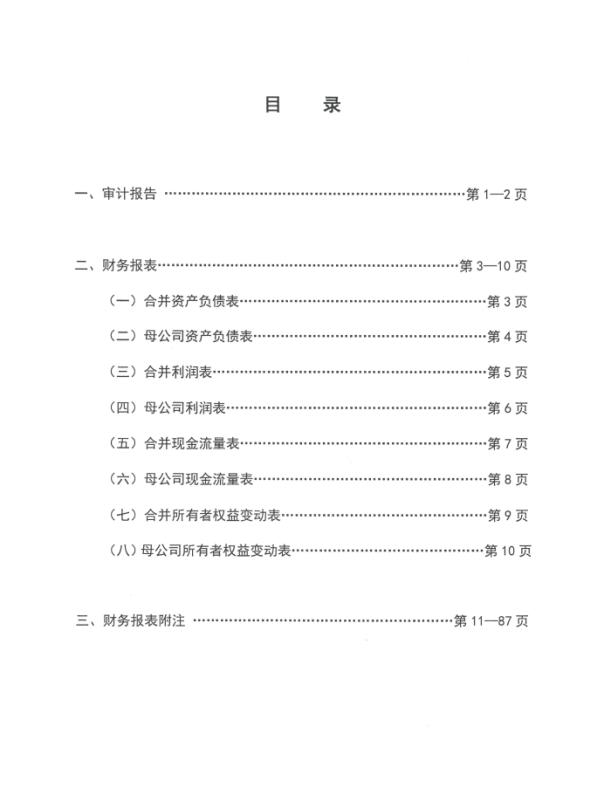 目　　录
一、审计报告 ……………………………………………………………第 1—2 页
二、财务报表……………………………………………………………第 3—10 页
（一）合并资产负债表…………………………………………………第 3 页
（二）母公司资产负债表………………………………………………第 4 页
（三）合并利润表………………………………………………………第 5 页
（四）母公司利润表……………………………………………………第 6 页
（五）合并现金流量表…………………………………………………第 7 页
（六）母公司现金流量表………………………………………………第 8 页
（七）合并所有者权益变动表…………………………………………第 9 页
（八）母公司所有者权益变动表………………………………………第 10 页
三、财务报表附注 ……………………………………………………第 11—87 页